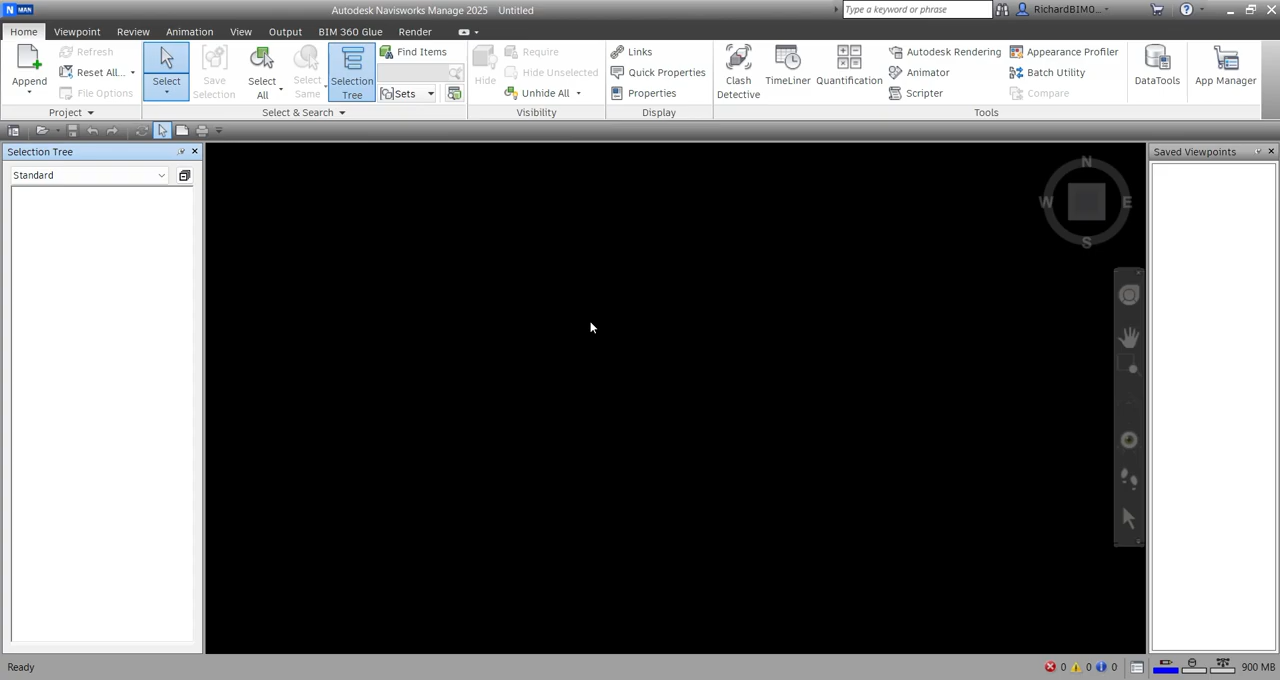 N MAN Autodesk Navisworks Manage 2025 Untitled Type a keyword or phrase RichardBIM0...
Home Viewpoint Review Animation View Output BIM 360 Glue Render
Append
Refresh
Reset All...
File Options
Project
Select
Save Selection
Select All
Select Same
Selection Tree
Find Items
Sets
Select & Search
Hide
Require
Hide Unselected
Unhide All
Visibility
Links
Quick Properties
Properties
Display
Clash Detective
TimeLiner
Quantification
Autodesk Rendering
Animator
Scripter
Appearance Profiler
Batch Utility
Compare
Tools
DataTools
App Manager
Selection Tree
Standard
N
W E
S
Saved Viewpoints
Ready 0 0 0 900 MB